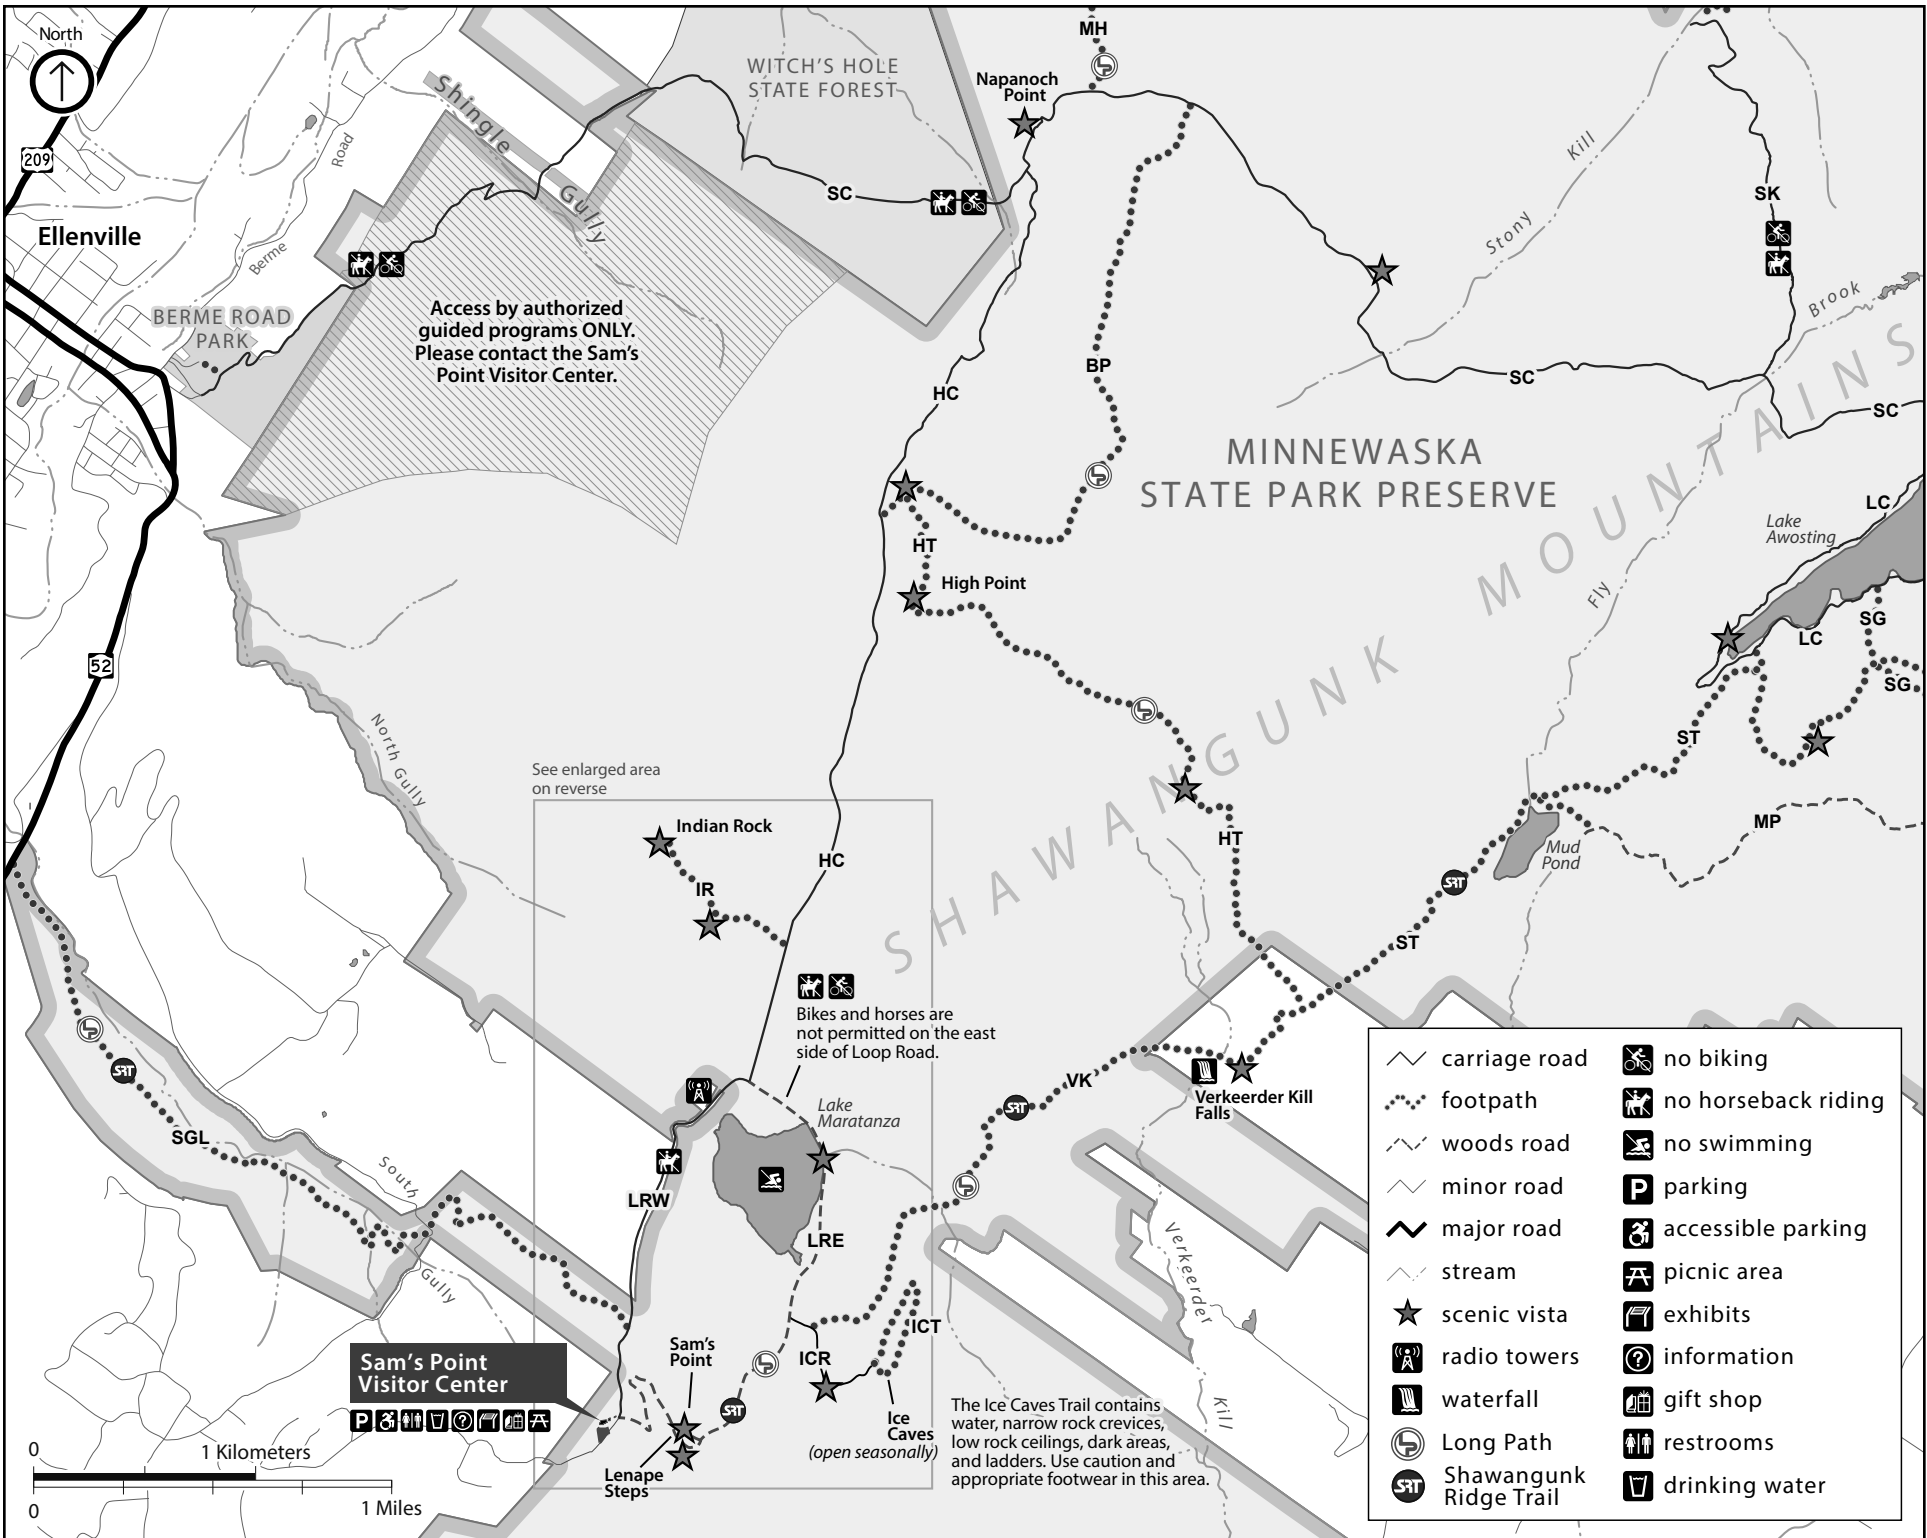 North
209
Ellenville
Road
Berme
BERME ROAD
PARK
Shingle
Gully
WITCH'S HOLE
STATE FOREST
SC
MH
Napanoch
Point
Access by authorized
guided programs ONLY.
Please contact the Sam's
Point Visitor Center.
HC
BP
Kill
Stony
SK
Brook
SC
SC
MINNEWASKA
STATE PARK PRESERVE
SHAWANGUNK MOUNTAINS
Lake
Awosting
LC
Fly
LC
SG
SG
HT
High Point
52
North Gully
See enlarged area
on reverse
Indian Rock
IR
HC
HT
ST
MP
Mud
Pond
SRT
ST
Bikes and horses are
not permitted on the east
side of Loop Road.
Lake
Maratanza
VK
SRT
Verkeerder Kill
Falls
SRT
SGL
South
Gully
LRW
LRE
ICT
ICR
Sam's
Point
SRT
Sam's Point
Visitor Center
P
?
Lenape
Steps
Ice
Caves
(open seasonally)
The Ice Caves Trail contains
water, narrow rock crevices,
low rock ceilings, dark areas,
and ladders. Use caution and
appropriate footwear in this area.
Verkeerder
Kill
0
1 Kilometers
0
1 Miles
carriage road
footpath
woods road
minor road
major road
stream
scenic vista
radio towers
waterfall
Long Path
SRT
Shawangunk
Ridge Trail
no biking
no horseback riding
no swimming
P
parking
accessible parking
picnic area
exhibits
?
information
gift shop
restrooms
drinking water